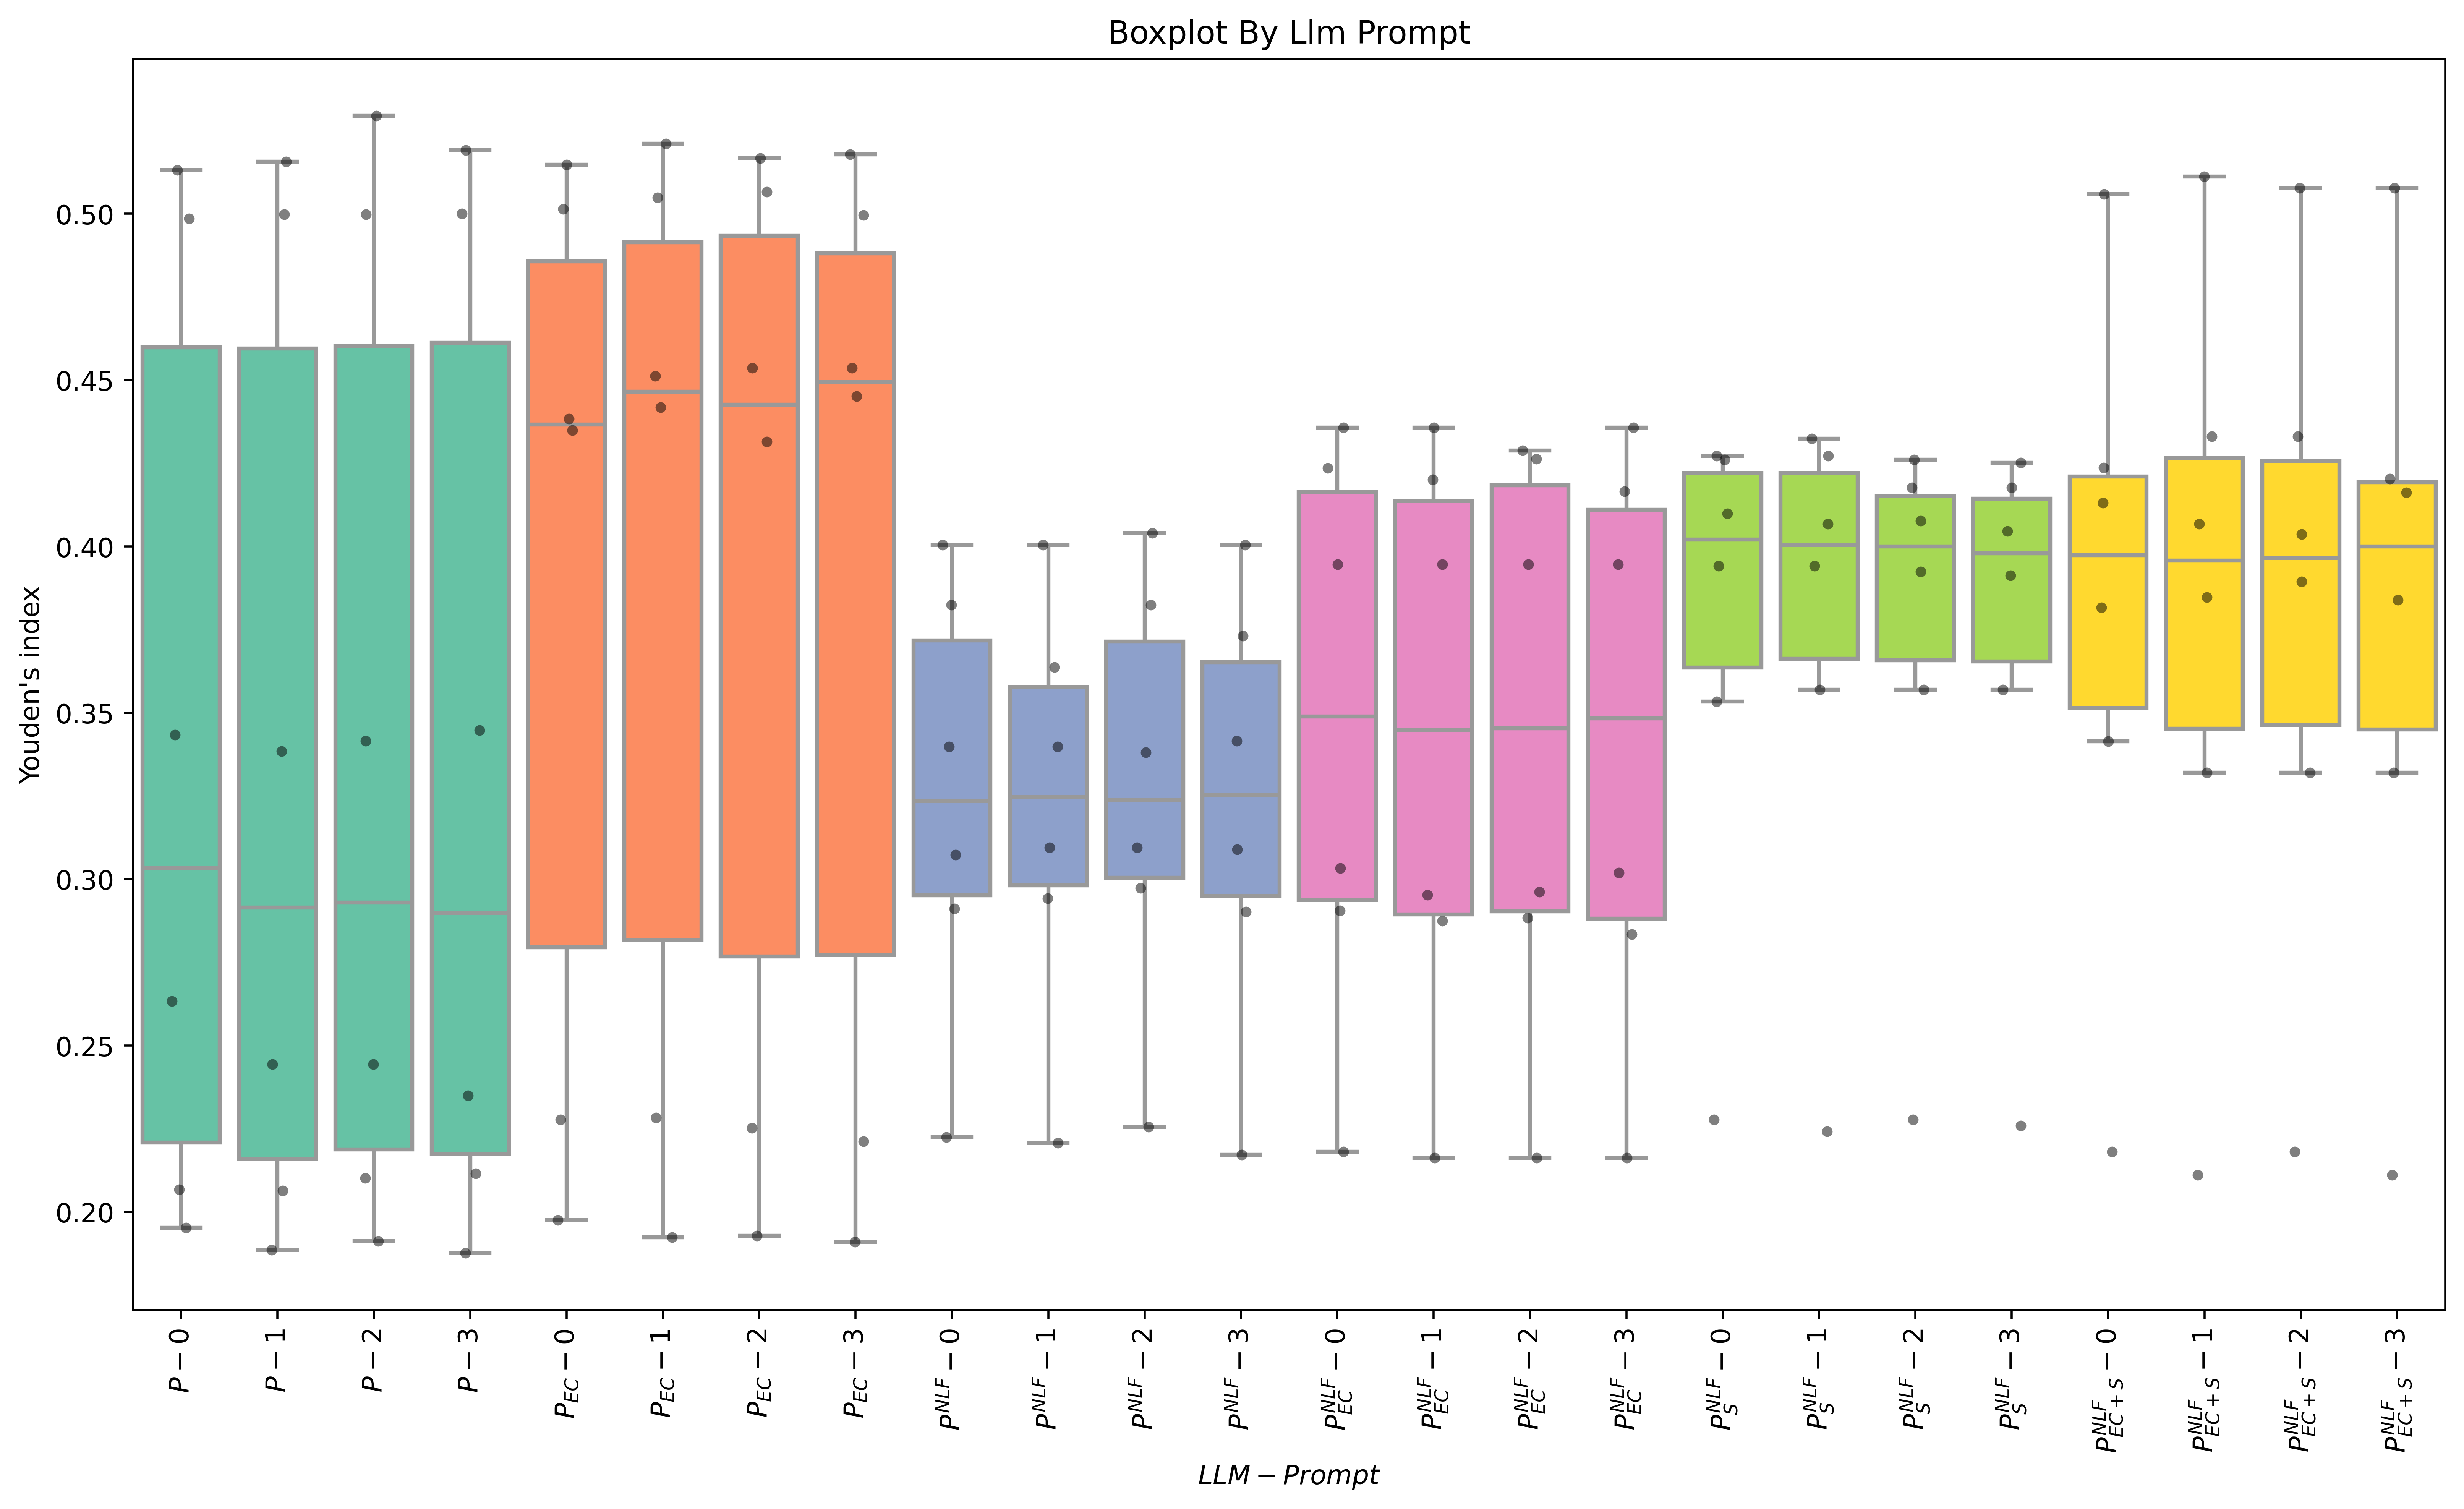 Boxplot By Llm Prompt
Youden's index
0.50
0.45
0.40
0.35
0.30
0.25
0.20
P − 0
P − 1
P − 2
P − 3
P_EC − 0
P_EC − 1
P_EC − 2
P_EC − 3
P^NLF − 0
P^NLF − 1
P^NLF − 2
P^NLF − 3
P^NLF_EC − 0
P^NLF_EC − 1
P^NLF_EC − 2
P^NLF_EC − 3
P^NLF_S − 0
P^NLF_S − 1
P^NLF_S − 2
P^NLF_S − 3
P^NLF_EC+S − 0
P^NLF_EC+S − 1
P^NLF_EC+S − 2
P^NLF_EC+S − 3
LLM − Prompt